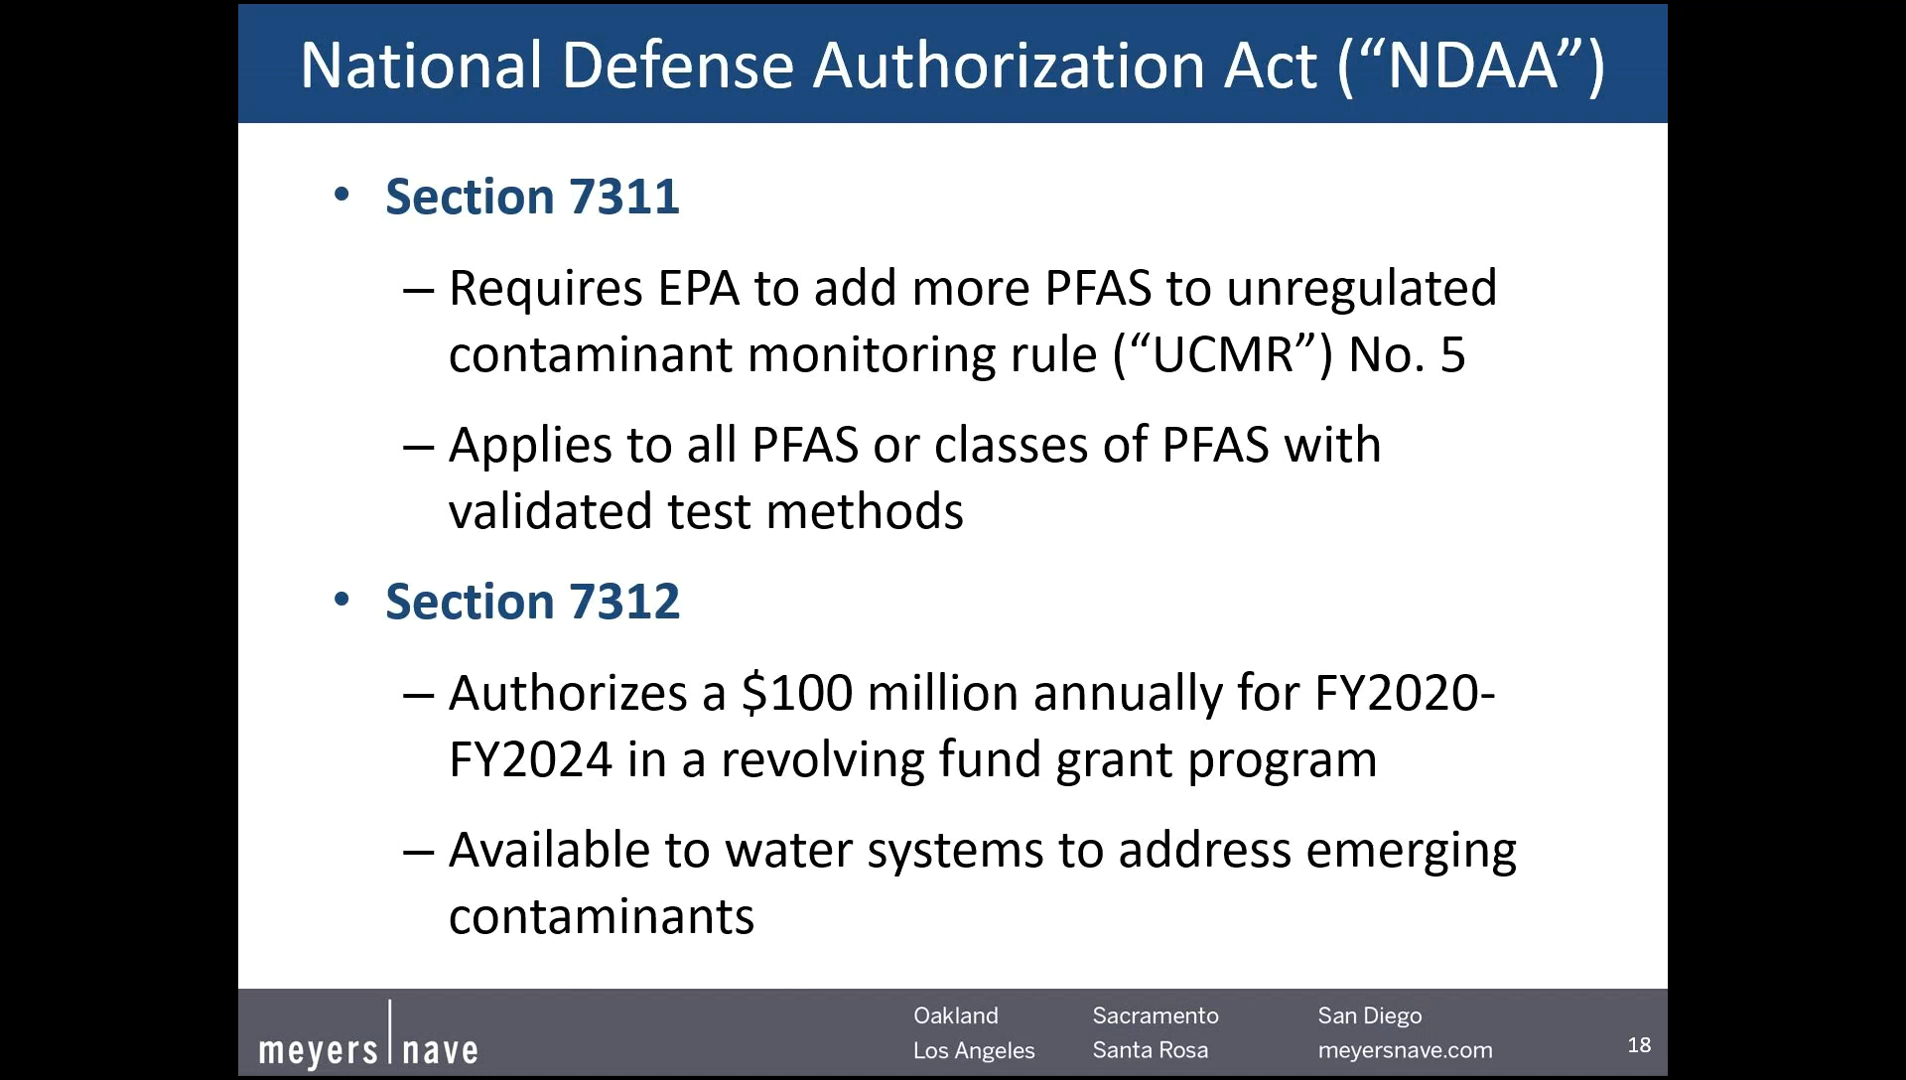 National Defense Authorization Act (“NDAA”)
• Section 7311
– Requires EPA to add more PFAS to unregulated
contaminant monitoring rule (“UCMR”) No. 5
– Applies to all PFAS or classes of PFAS with
validated test methods
• Section 7312
– Authorizes a $100 million annually for FY2020-
FY2024 in a revolving fund grant program
– Available to water systems to address emerging
contaminants
meyers nave
Oakland Sacramento San Diego
Los Angeles Santa Rosa meyersnave.com
18